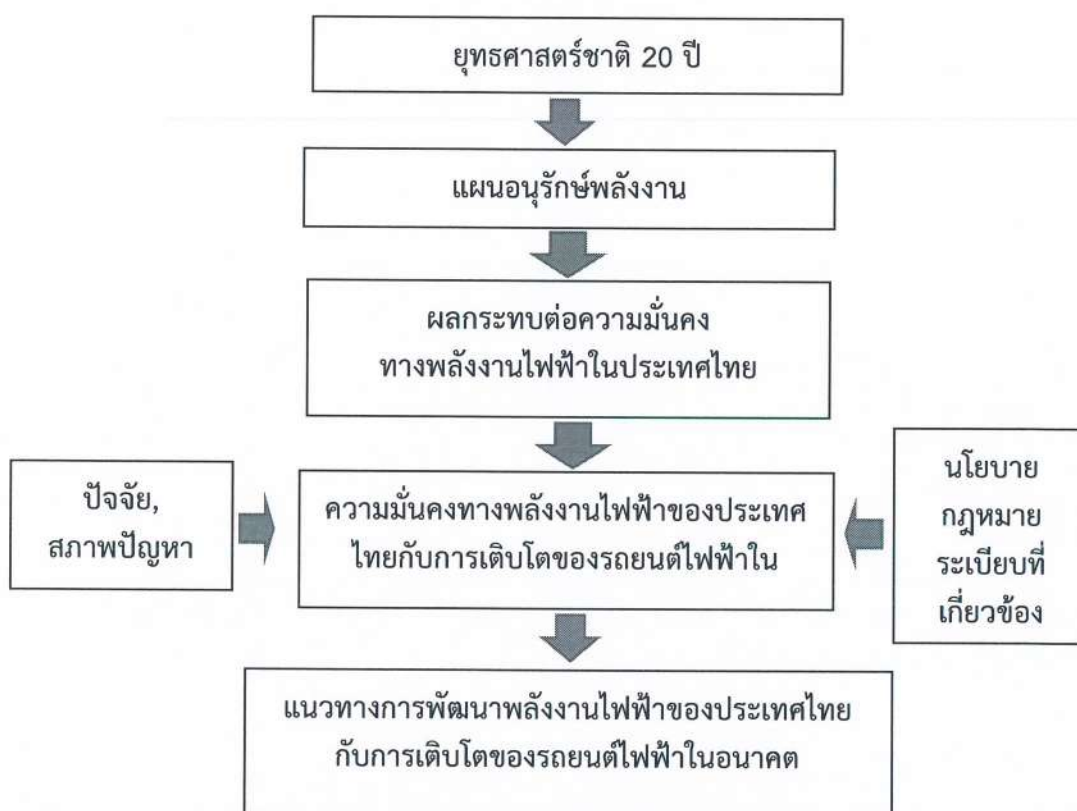 ยุทธศาสตร์ชาติ 20 ปี
แผนอนุรักษ์พลังงาน
ผลกระทบต่อความมั่นคง
ทางพลังงานไฟฟ้าในประเทศไทย
ปัจจัย,
สภาพปัญหา
ความมั่นคงทางพลังงานไฟฟ้าของประเทศ
ไทยกับการเติบโตของรถยนต์ไฟฟ้าใน
นโยบาย
กฎหมาย
ระเบียบที่
เกี่ยวข้อง
แนวทางการพัฒนาพลังงานไฟฟ้าของประเทศไทย
กับการเติบโตของรถยนต์ไฟฟ้าในอนาคต